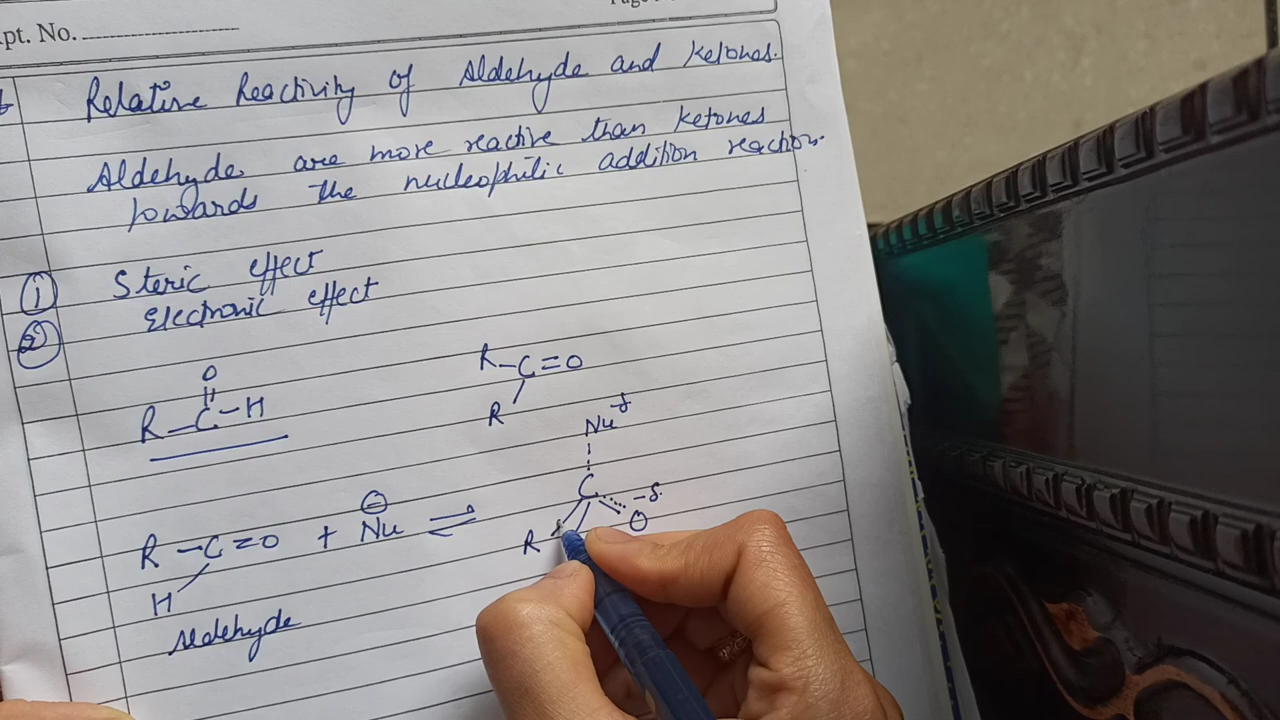 pt. No.
Relative Reactivity of Aldehyde and Ketones.
Aldehyde are more reactive than Ketones
towards the nucleophilic addition reaction.
1 Steric effect
2 Electronic effect
O
R-C-H
R-C=O
R
Nu
C
-δ
O
R
R-C=O + Nu ⇌
H
Aldehyde